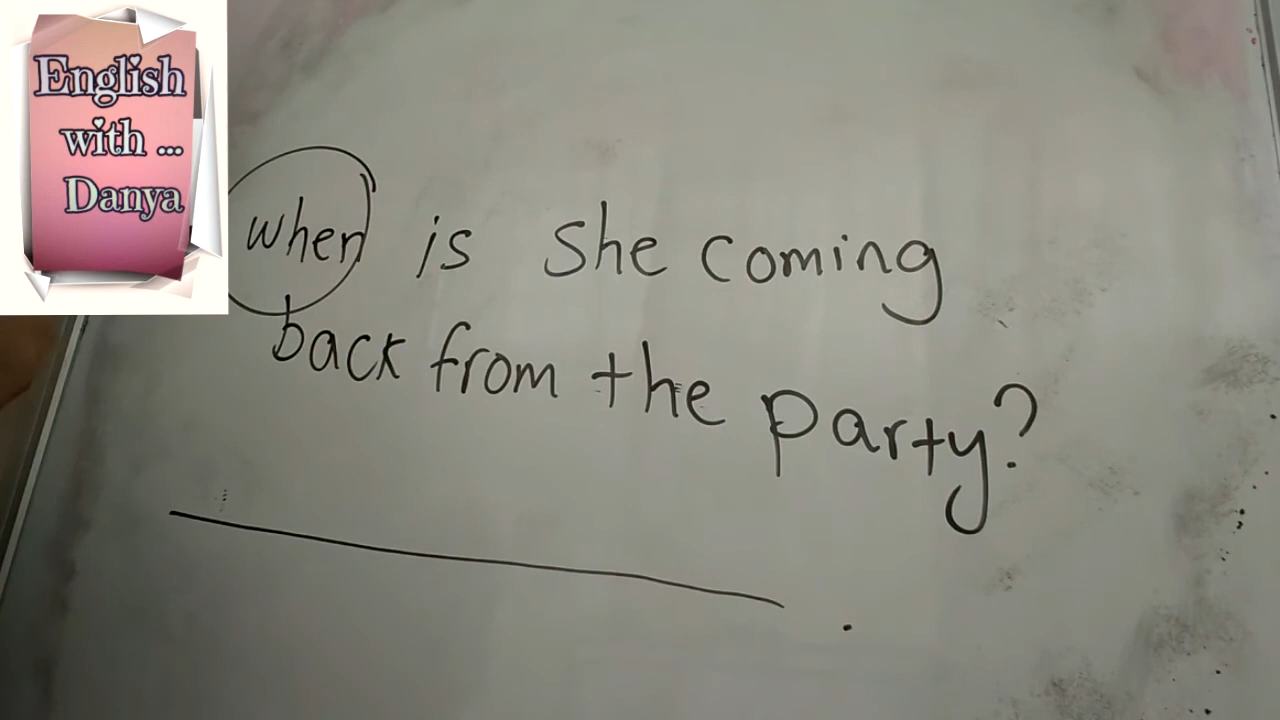 English
with ...
Danya
when is She coming
back from the party?
.